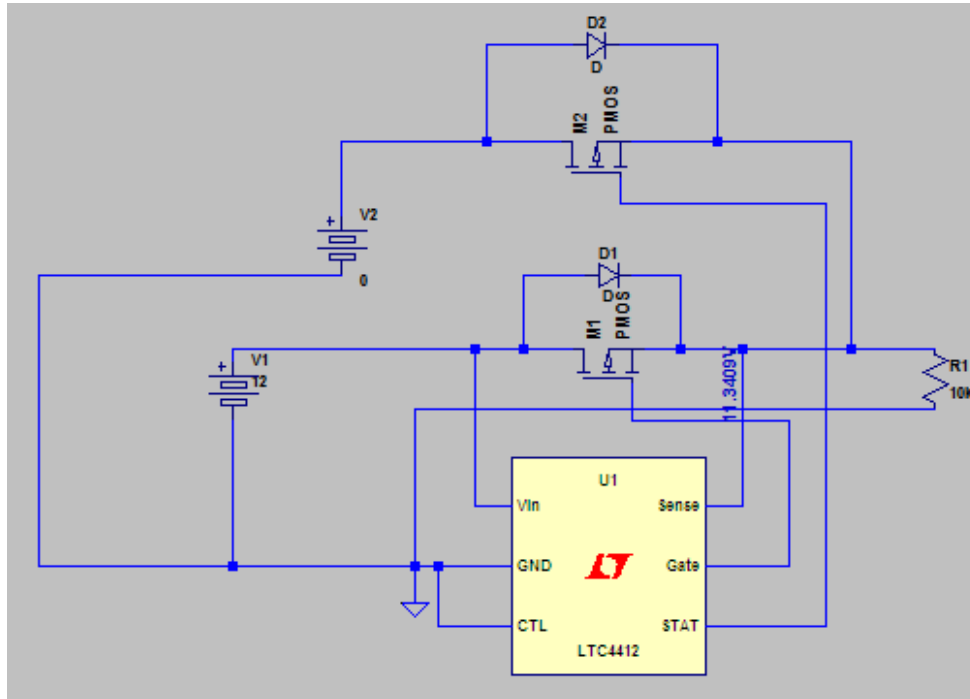 D2
D
M2
PMOS
V2
0
D1
D
M1
PMOS
V1
12
11.3409V
R1
10K
U1
Vin
Sense
GND
Gate
CTL
STAT
LTC4412